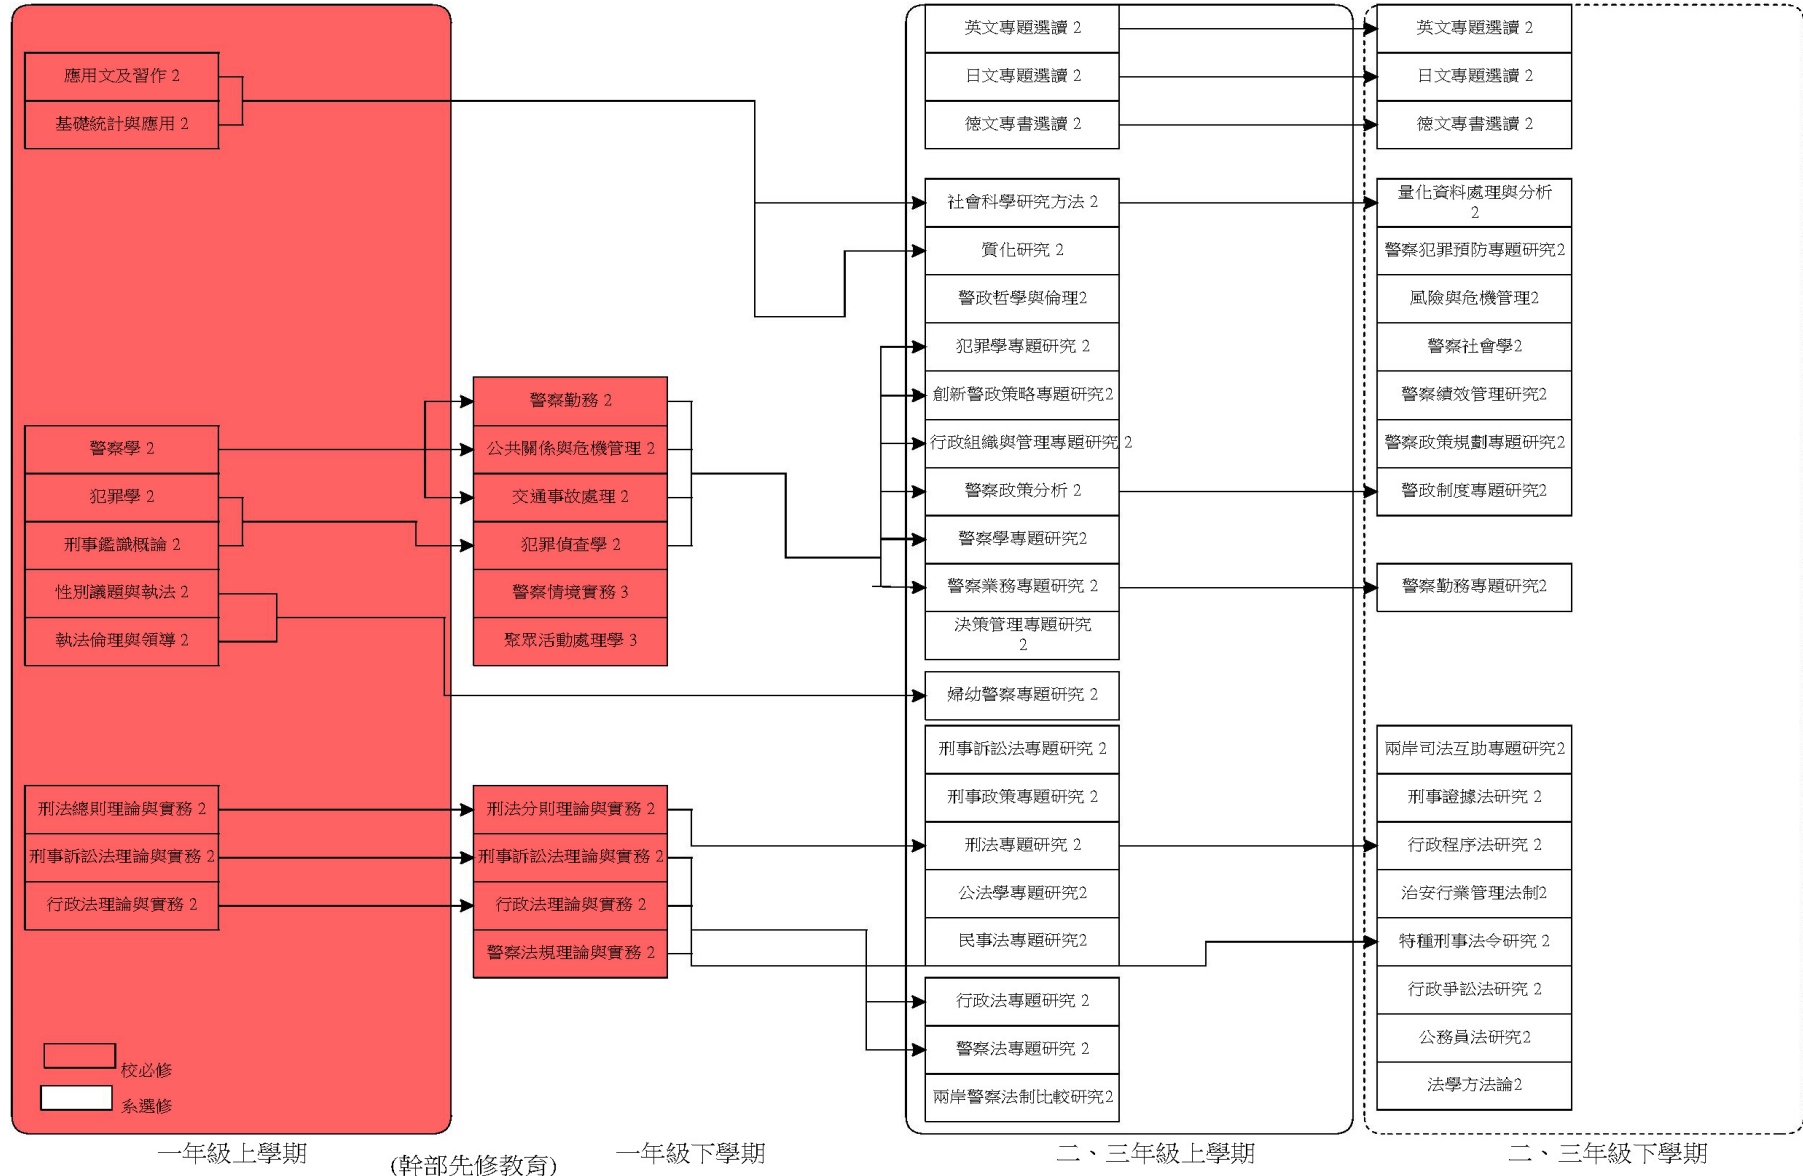 應用文及習作 2
基礎統計與應用 2
警察學 2
犯罪學 2
刑事鑑識概論 2
性別議題與執法 2
執法倫理與領導 2
刑法總則理論與實務 2
刑事訴訟法理論與實務 2
行政法理論與實務 2
校必修
系選修
一年級上學期
(幹部先修教育)
警察勤務 2
公共關係與危機管理 2
交通事故處理 2
犯罪偵查學 2
警察情境實務 3
聚眾活動處理學 3
刑法分則理論與實務 2
刑事訴訟法理論與實務 2
行政法理論與實務 2
警察法規理論與實務 2
一年級下學期
英文專題選讀 2
日文專題選讀 2
德文專書選讀 2
社會科學研究方法 2
質化研究 2
警政哲學與倫理2
犯罪學專題研究 2
創新警政策略專題研究2
行政組織與管理專題研究 2
警察政策分析 2
警察學專題研究2
警察業務專題研究 2
決策管理專題研究
2
婦幼警察專題研究 2
刑事訴訟法專題研究 2
刑事政策專題研究 2
刑法專題研究 2
公法學專題研究2
民事法專題研究2
行政法專題研究 2
警察法專題研究 2
兩岸警察法制比較研究2
二、三年級上學期
英文專題選讀 2
日文專題選讀 2
德文專書選讀 2
量化資料處理與分析
2
警察犯罪預防專題研究2
風險與危機管理2
警察社會學2
警察績效管理研究2
警察政策規劃專題研究2
警政制度專題研究2
警察勤務專題研究2
兩岸司法互助專題研究2
刑事證據法研究 2
行政程序法研究 2
治安行業管理法制2
特種刑事法令研究 2
行政爭訟法研究 2
公務員法研究2
法學方法論2
二、三年級下學期